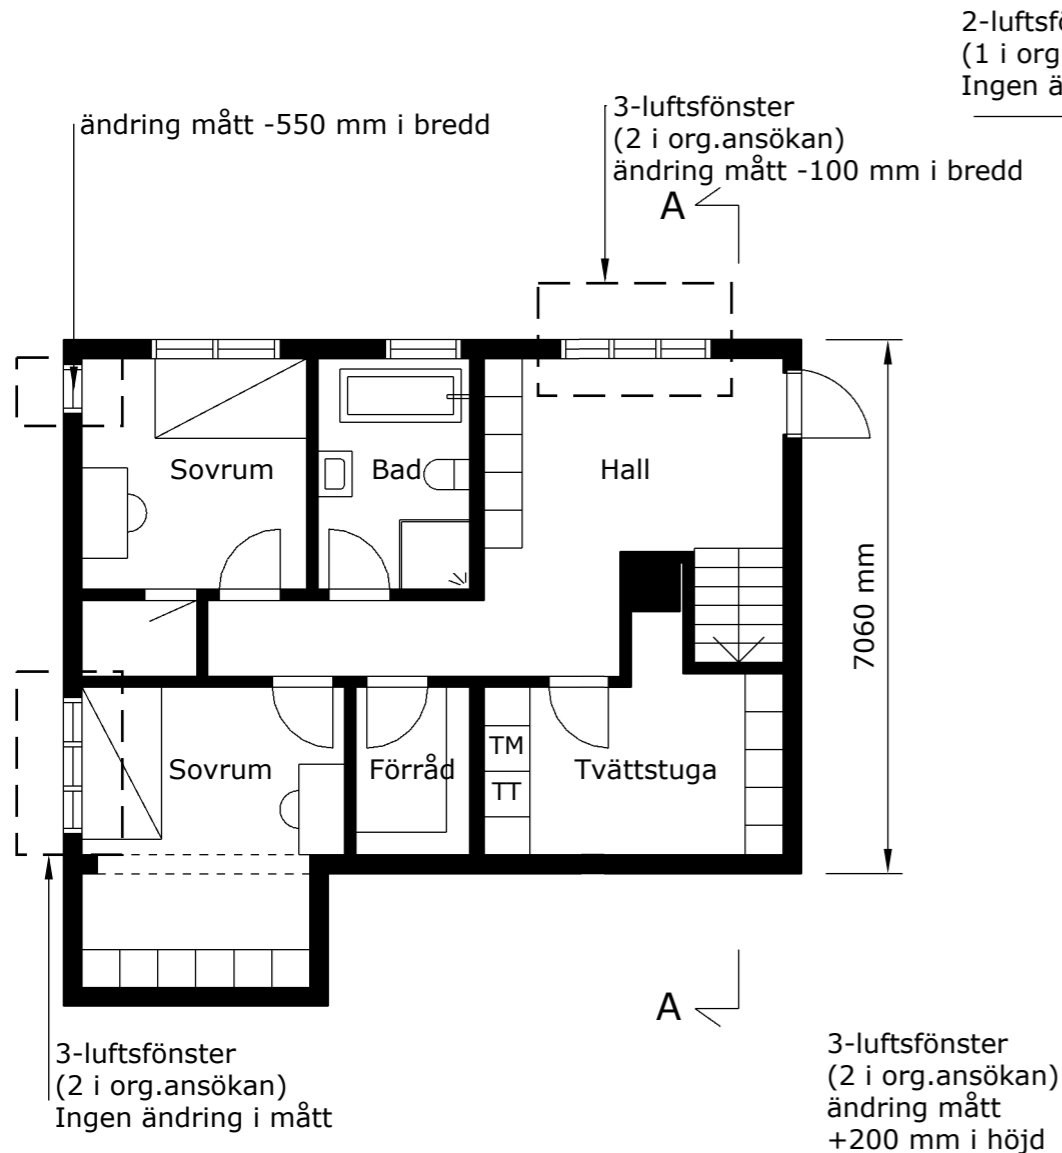 2-luftsfö
(1 i org
Ingen ä
ändring mått -550 mm i bredd
3-luftsfönster
(2 i org.ansökan)
ändring mått -100 mm i bredd
A
Sovrum
Bad
Hall
7060 mm
Sovrum
Förråd
TM
TT
Tvättstuga
A
3-luftsfönster
(2 i org.ansökan)
Ingen ändring i mått
3-luftsfönster
(2 i org.ansökan)
ändring mått
+200 mm i höjd